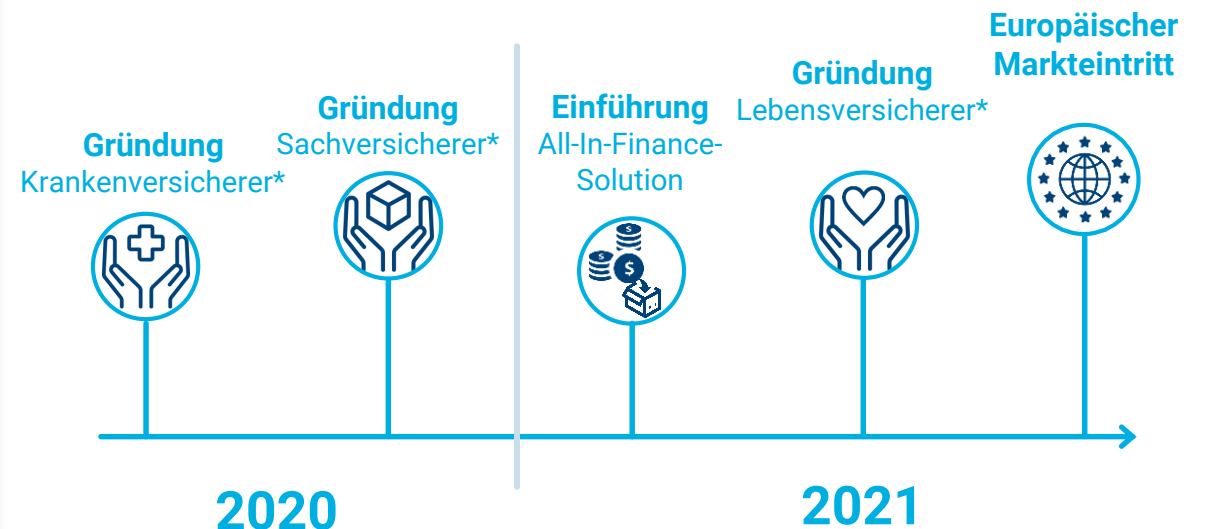 Gründung
Krankenversicherer*
Gründung
Sachversicherer*
Einführung
All-In-Finance-
Solution
Gründung
Lebensversicherer*
Europäischer
Markteintritt
$
$
$
2020
2021